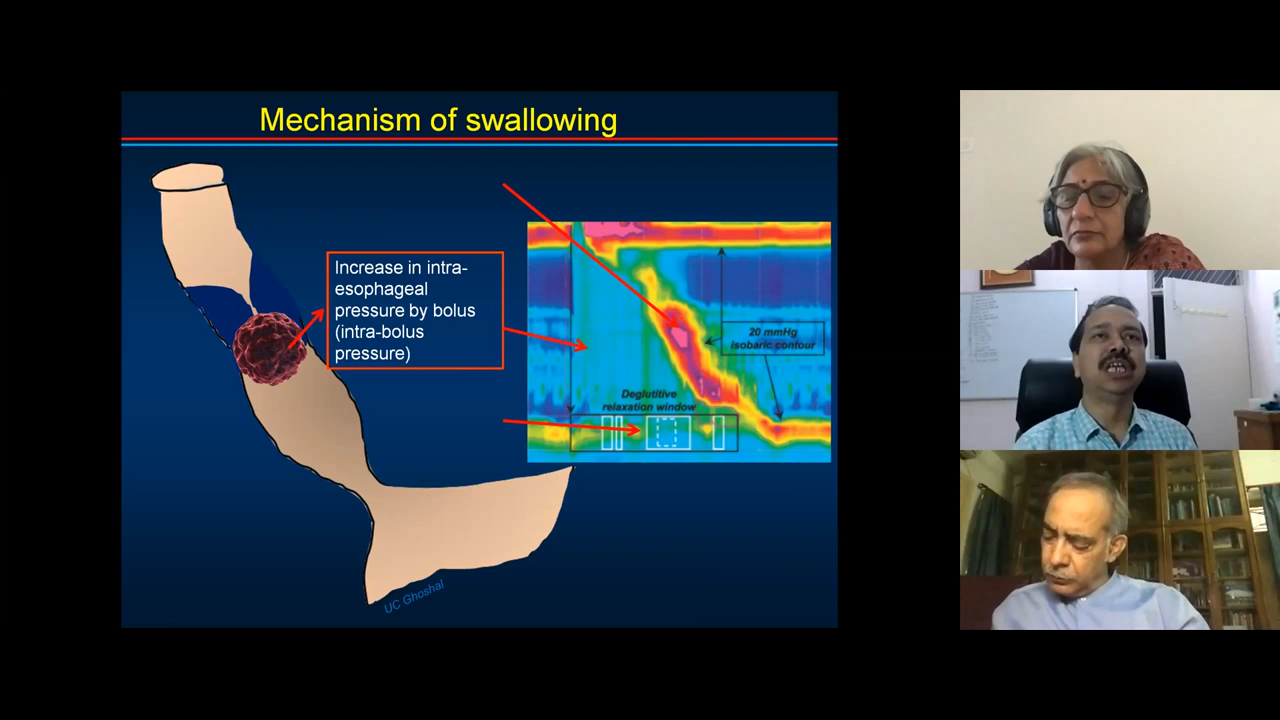 Mechanism of swallowing
Increase in intra-
esophageal
pressure by bolus
(intra-bolus
pressure)
20 mmHg
isobaric contour
Deglutitive
relaxation window
UC Ghoshal